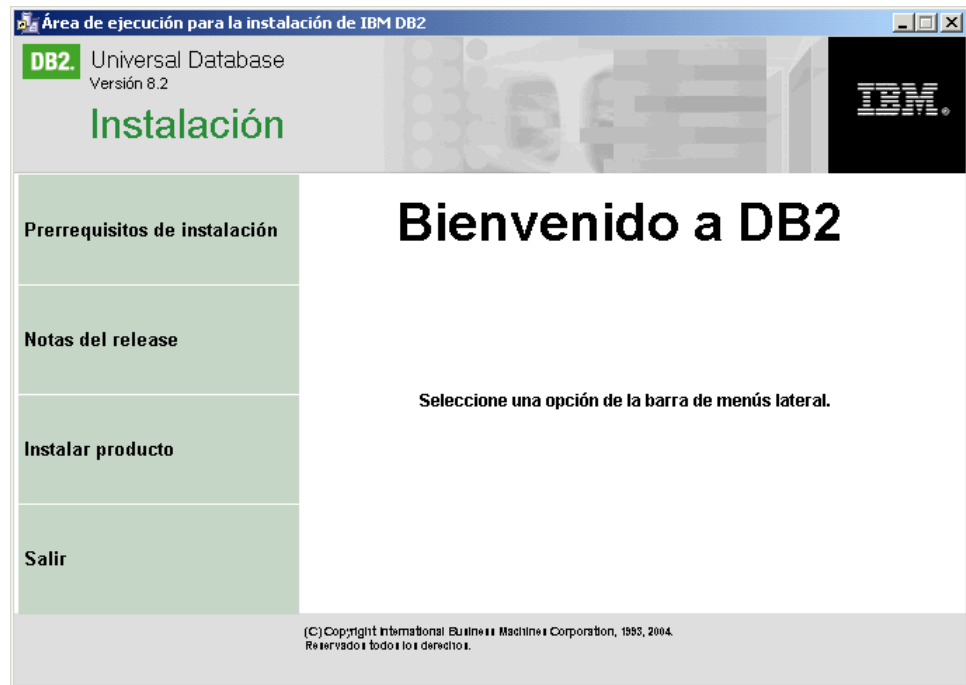 Área de ejecución para la instalación de IBM DB2
DB2. Universal Database
Versión 8.2
Instalación
IBM®
Prerrequisitos de instalación
Bienvenido a DB2
Notas del release
Seleccione una opción de la barra de menús lateral.
Instalar producto
Salir
(C) Copyright International Business Machines Corporation, 1993, 2004.
Reservados todos los derechos.